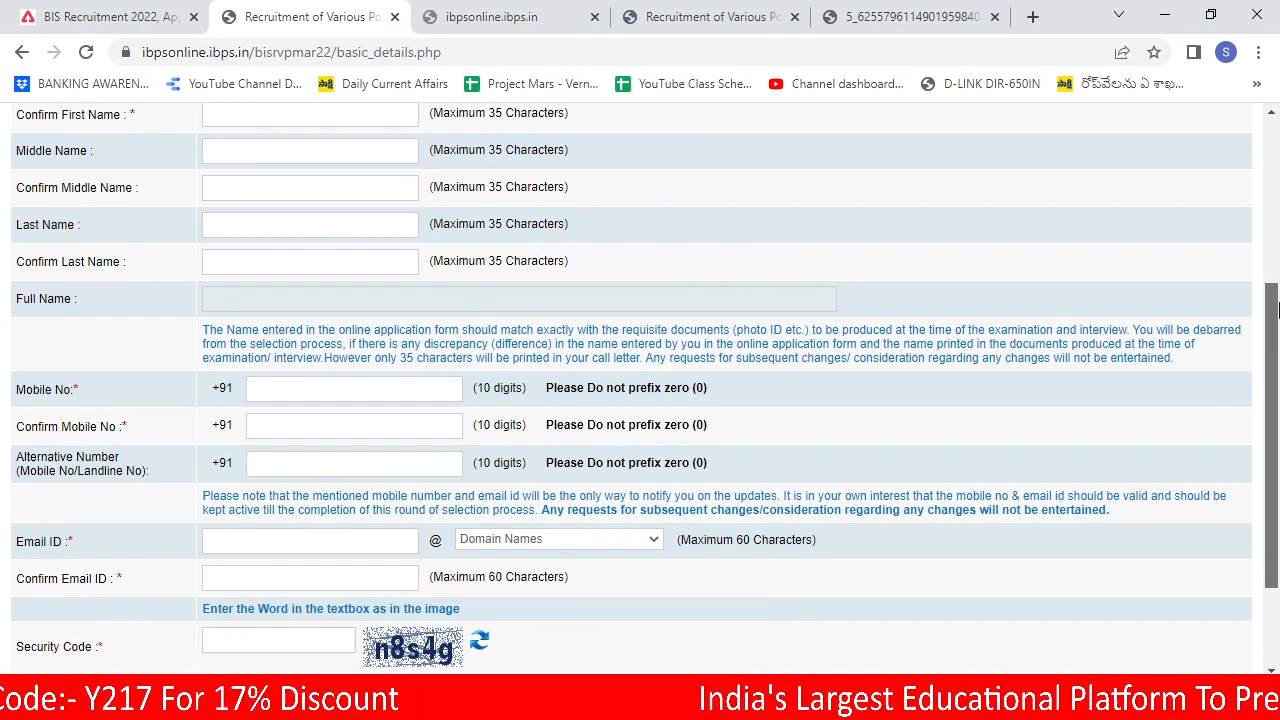 BIS Recruitment 2022, Ap
Recruitment of Various Po
ibpsonline.ibps.in
Recruitment of Various Po
5_6255796114901959840
ibpsonline.ibps.in/bisrvpmar22/basic_details.php
S
BANKING AWAREN...
YouTube Channel D...
సాక్షి
Daily Current Affairs
Project Mars - Vern...
YouTube Class Sche...
Channel dashboard...
D-LINK DIR-650IN
సాక్షి
రోప్‌వేలను ఏ శాఖ...
»
Confirm First Name : * (Maximum 35 Characters)
Middle Name : (Maximum 35 Characters)
Confirm Middle Name : (Maximum 35 Characters)
Last Name : (Maximum 35 Characters)
Confirm Last Name : (Maximum 35 Characters)
Full Name :
The Name entered in the online application form should match exactly with the requisite documents (photo ID etc.) to be produced at the time of the examination and interview. You will be debarred
from the selection process, if there is any discrepancy (difference) in the name entered by you in the online application form and the name printed in the documents produced at the time of
examination/ interview.However only 35 characters will be printed in your call letter. Any requests for subsequent changes/ consideration regarding any changes will not be entertained.
Mobile No:* +91 (10 digits) Please Do not prefix zero (0)
Confirm Mobile No :* +91 (10 digits) Please Do not prefix zero (0)
Alternative Number
(Mobile No/Landline No): +91 (10 digits) Please Do not prefix zero (0)
Please note that the mentioned mobile number and email id will be the only way to notify you on the updates. It is in your own interest that the mobile no & email id should be valid and should be
kept active till the completion of this round of selection process. Any requests for subsequent changes/consideration regarding any changes will not be entertained.
Email ID :* @ Domain Names (Maximum 60 Characters)
Confirm Email ID : * (Maximum 60 Characters)
Enter the Word in the textbox as in the image
Security Code :* n8s4g
Code:- Y217 For 17% Discount India's Largest Educational Platform To Pre